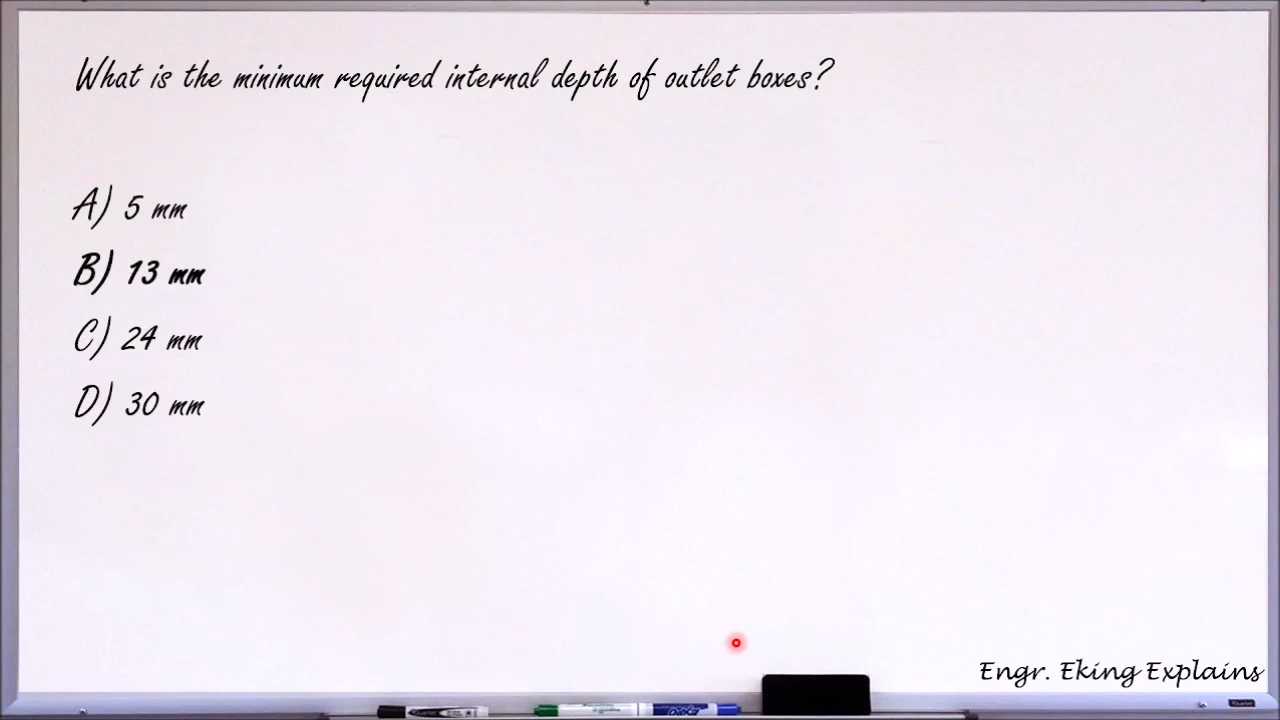 What is the minimum required internal depth of outlet boxes?
A) 5 mm
B) 13 mm
C) 24 mm
D) 30 mm
Engr. Eking Explains